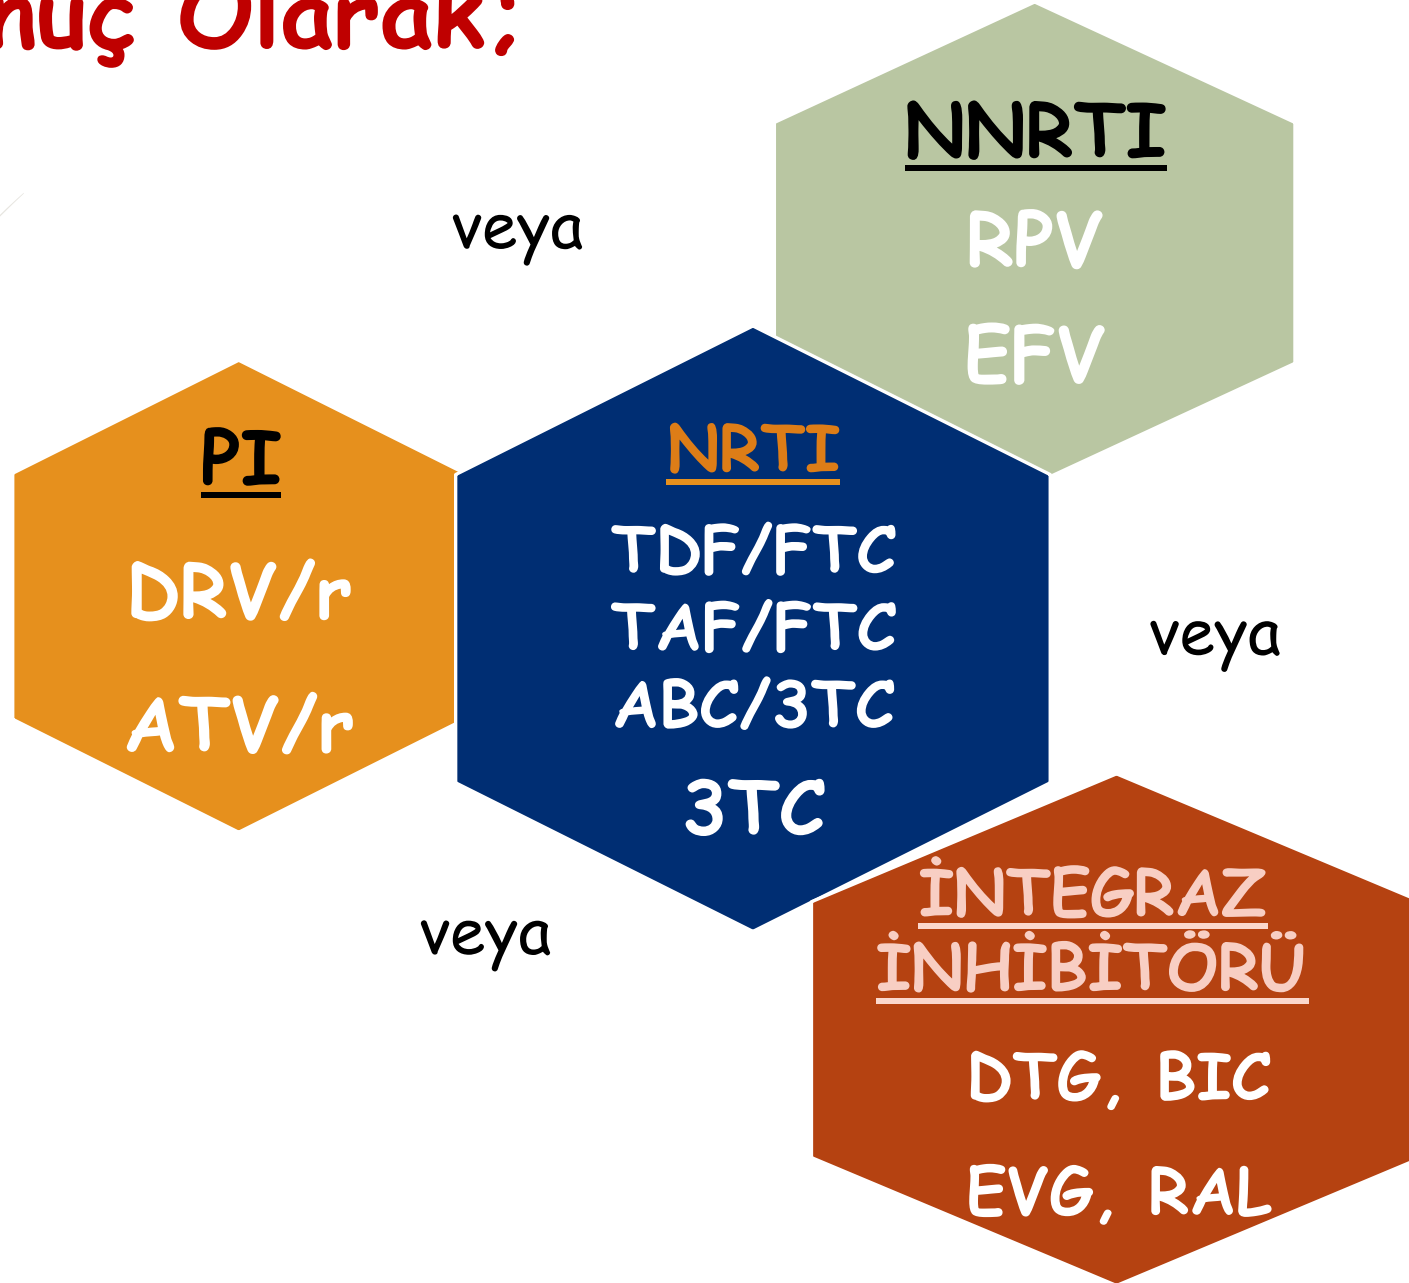 Olarak;
NNRTI
RPV
EFV
veya
PI
DRV/r
ATV/r
NRTI
TDF/FTC
TAF/FTC
ABC/3TC
3TC
veya
veya
İNTEGRAZ
İNHİBİTÖRÜ
DTG, BIC
EVG, RAL